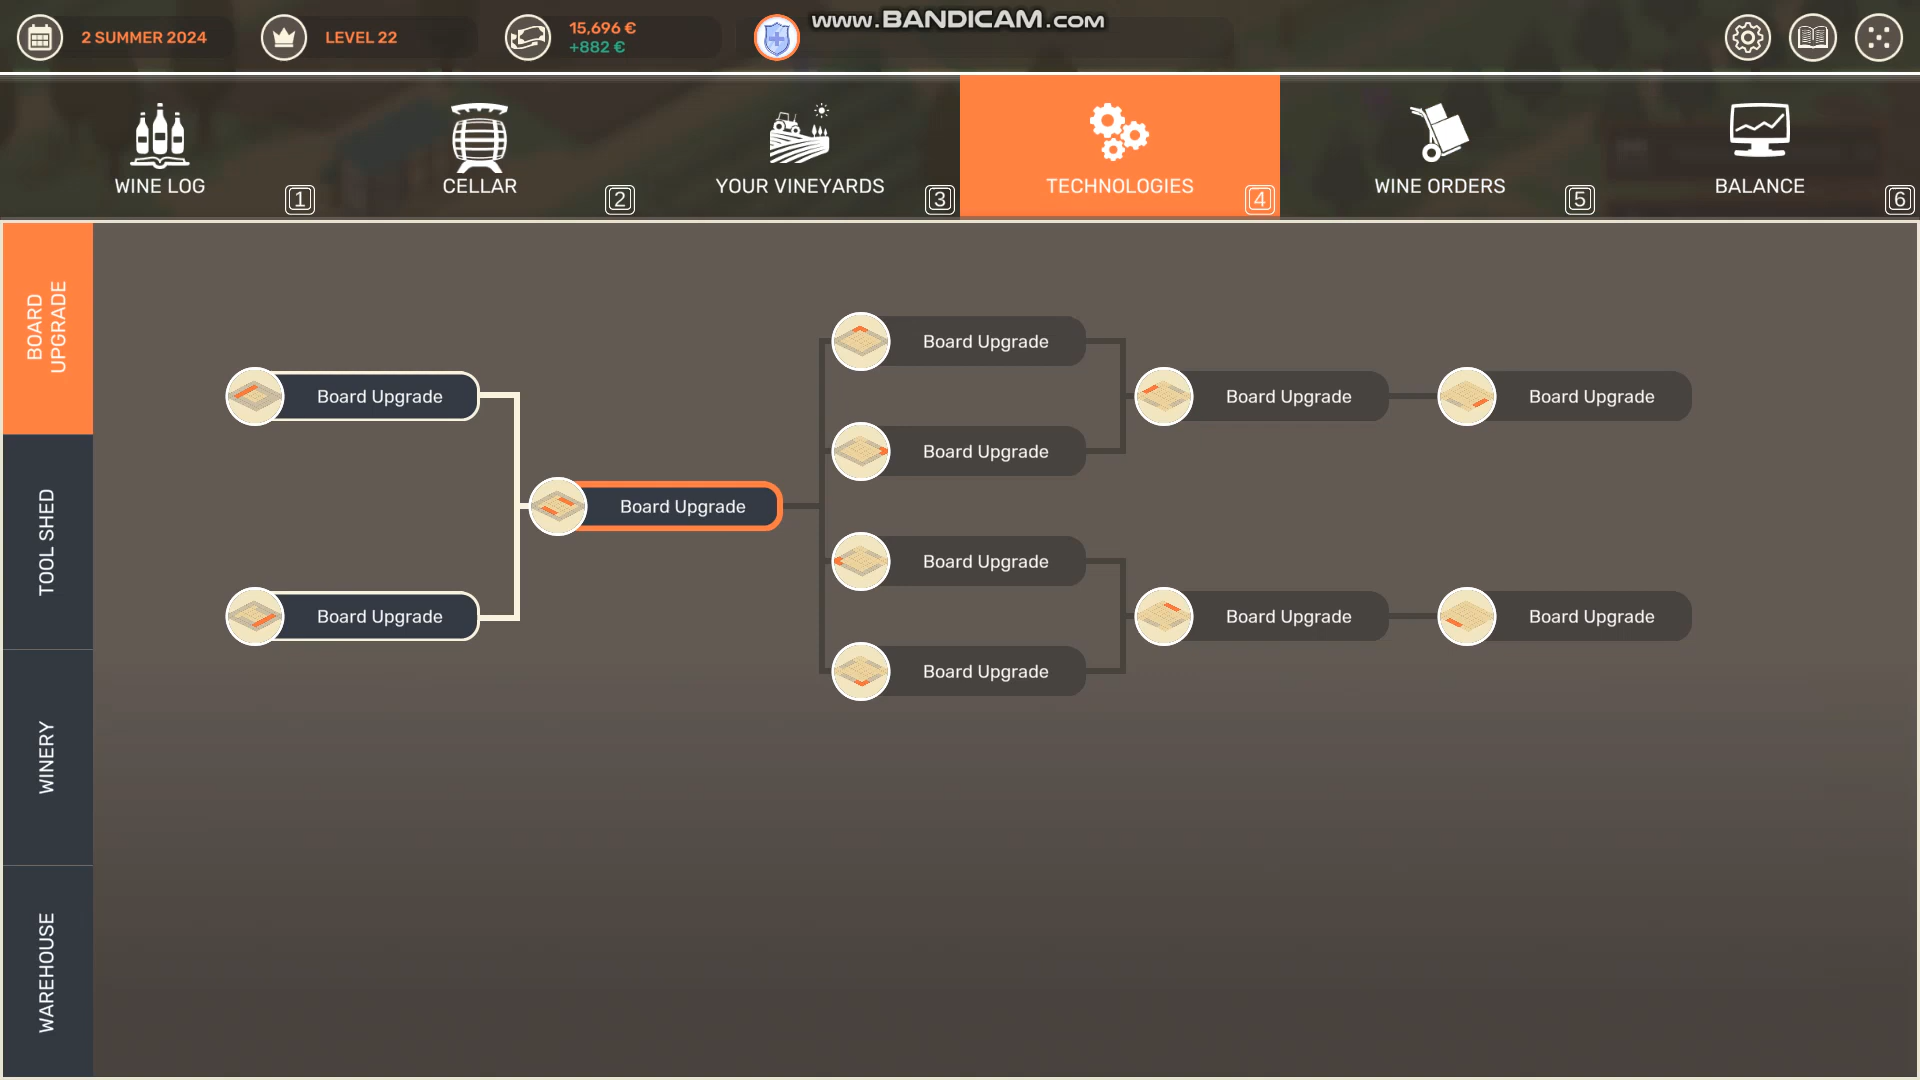 www.BANDICAM.com
2 SUMMER 2024
LEVEL 22
15,696 €
+882 €
WINE LOG
1
CELLAR
2
YOUR VINEYARDS
3
TECHNOLOGIES
4
WINE ORDERS
5
BALANCE
6
BOARD
UPGRADE
TOOL SHED
WINERY
WAREHOUSE
Board Upgrade
Board Upgrade
Board Upgrade
Board Upgrade
Board Upgrade
Board Upgrade
Board Upgrade
Board Upgrade
Board Upgrade
Board Upgrade
Board Upgrade